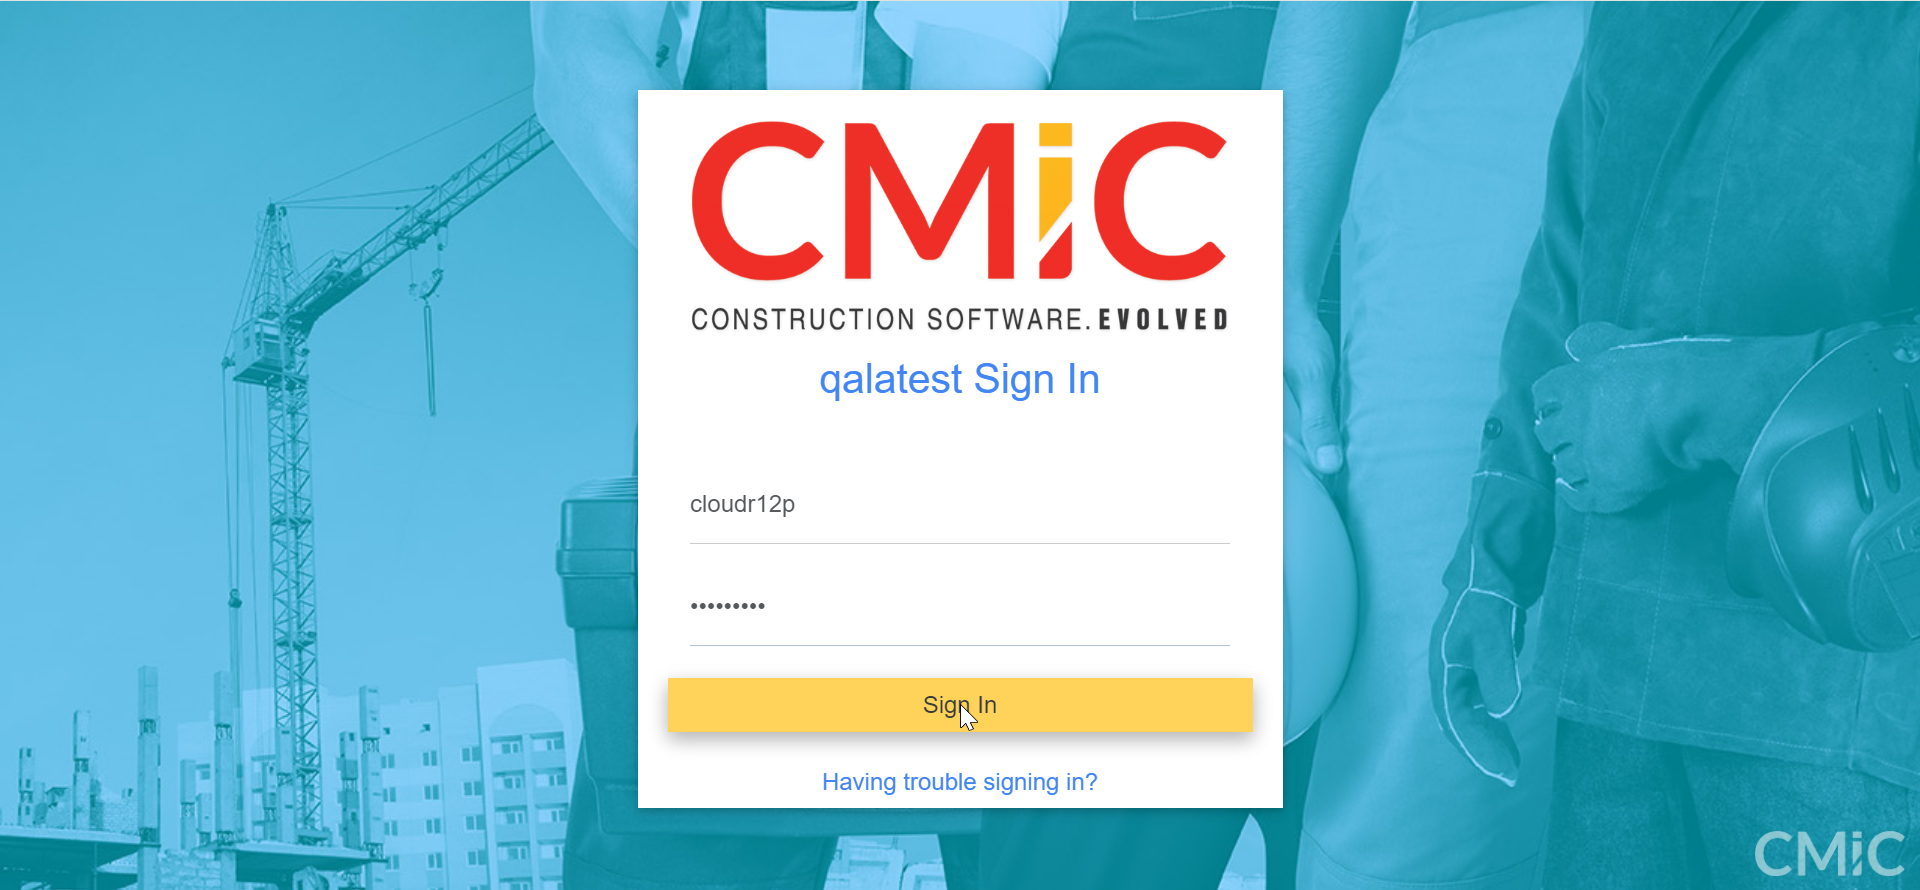 CMiC
CONSTRUCTION SOFTWARE. EVOLVED
qalatest Sign In
cloudr12p
•••••••••
Sign In
Having trouble signing in?
CMiC